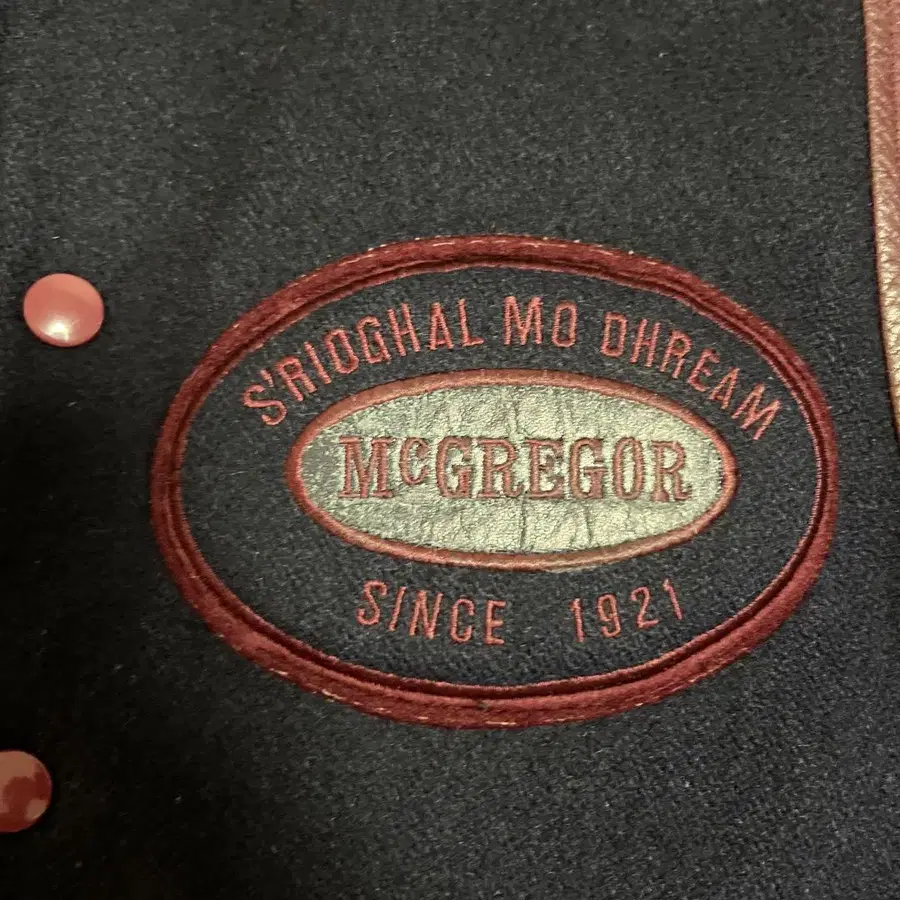 S'RIOGHAL MO DHREAM
McGREGOR
SINCE 1921